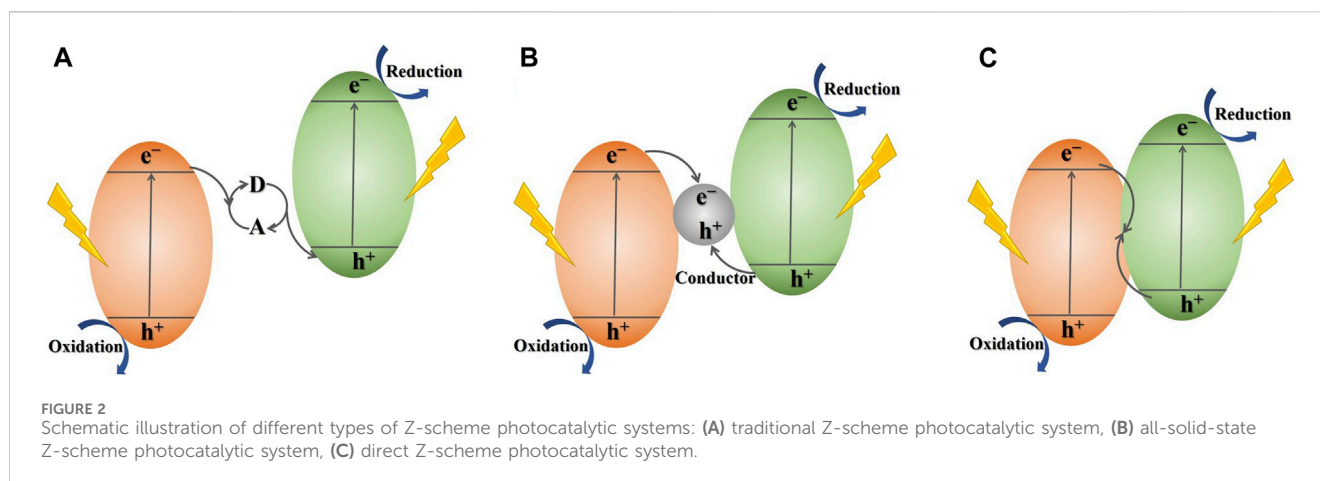 A
e⁻
D
A
h⁺
Oxidation
e⁻
Reduction
h⁺
B
e⁻
e⁻
h⁺
Conductor
h⁺
Oxidation
e⁻
Reduction
h⁺
C
e⁻
h⁺
Oxidation
e⁻
Reduction
h⁺
FIGURE 2
Schematic illustration of different types of Z-scheme photocatalytic systems: (A) traditional Z-scheme photocatalytic system, (B) all-solid-state
Z-scheme photocatalytic system, (C) direct Z-scheme photocatalytic system.